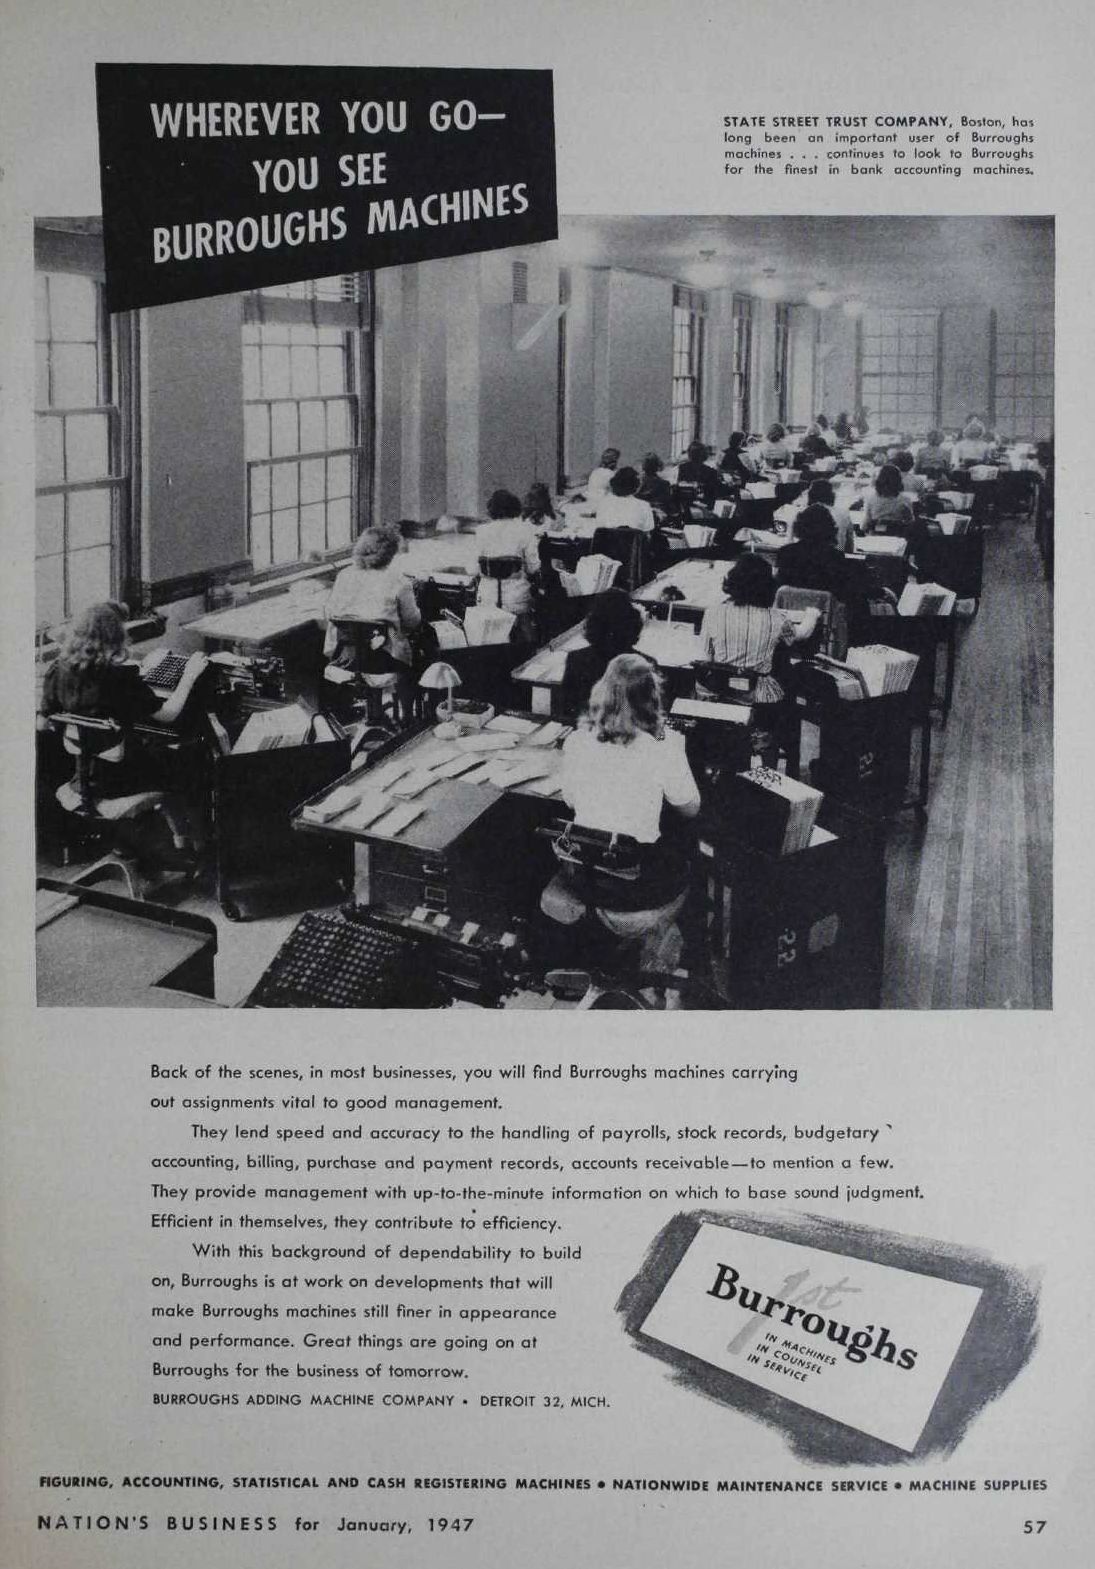 WHEREVER YOU GO—
YOU SEE
BURROUGHS MACHINES
STATE STREET TRUST COMPANY, Boston, has
long been an important user of Burroughs
machines . . . continues to look to Burroughs
for the finest in bank accounting machines.
51
55
Back of the scenes, in most businesses, you will find Burroughs machines carrying
out assignments vital to good management.
They lend speed and accuracy to the handling of payrolls, stock records, budgetary
accounting, billing, purchase and payment records, accounts receivable—to mention a few.
They provide management with up-to-the-minute information on which to base sound judgment.
Efficient in themselves, they contribute to efficiency.
With this background of dependability to build
on, Burroughs is at work on developments that will
make Burroughs machines still finer in appearance
and performance. Great things are going on at
Burroughs for the business of tomorrow.
BURROUGHS ADDING MACHINE COMPANY • DETROIT 32, MICH.
1st
Burroughs
IN MACHINES
IN COUNSEL
IN SERVICE
FIGURING, ACCOUNTING, STATISTICAL AND CASH REGISTERING MACHINES • NATIONWIDE MAINTENANCE SERVICE • MACHINE SUPPLIES
NATION'S BUSINESS for January, 1947
57